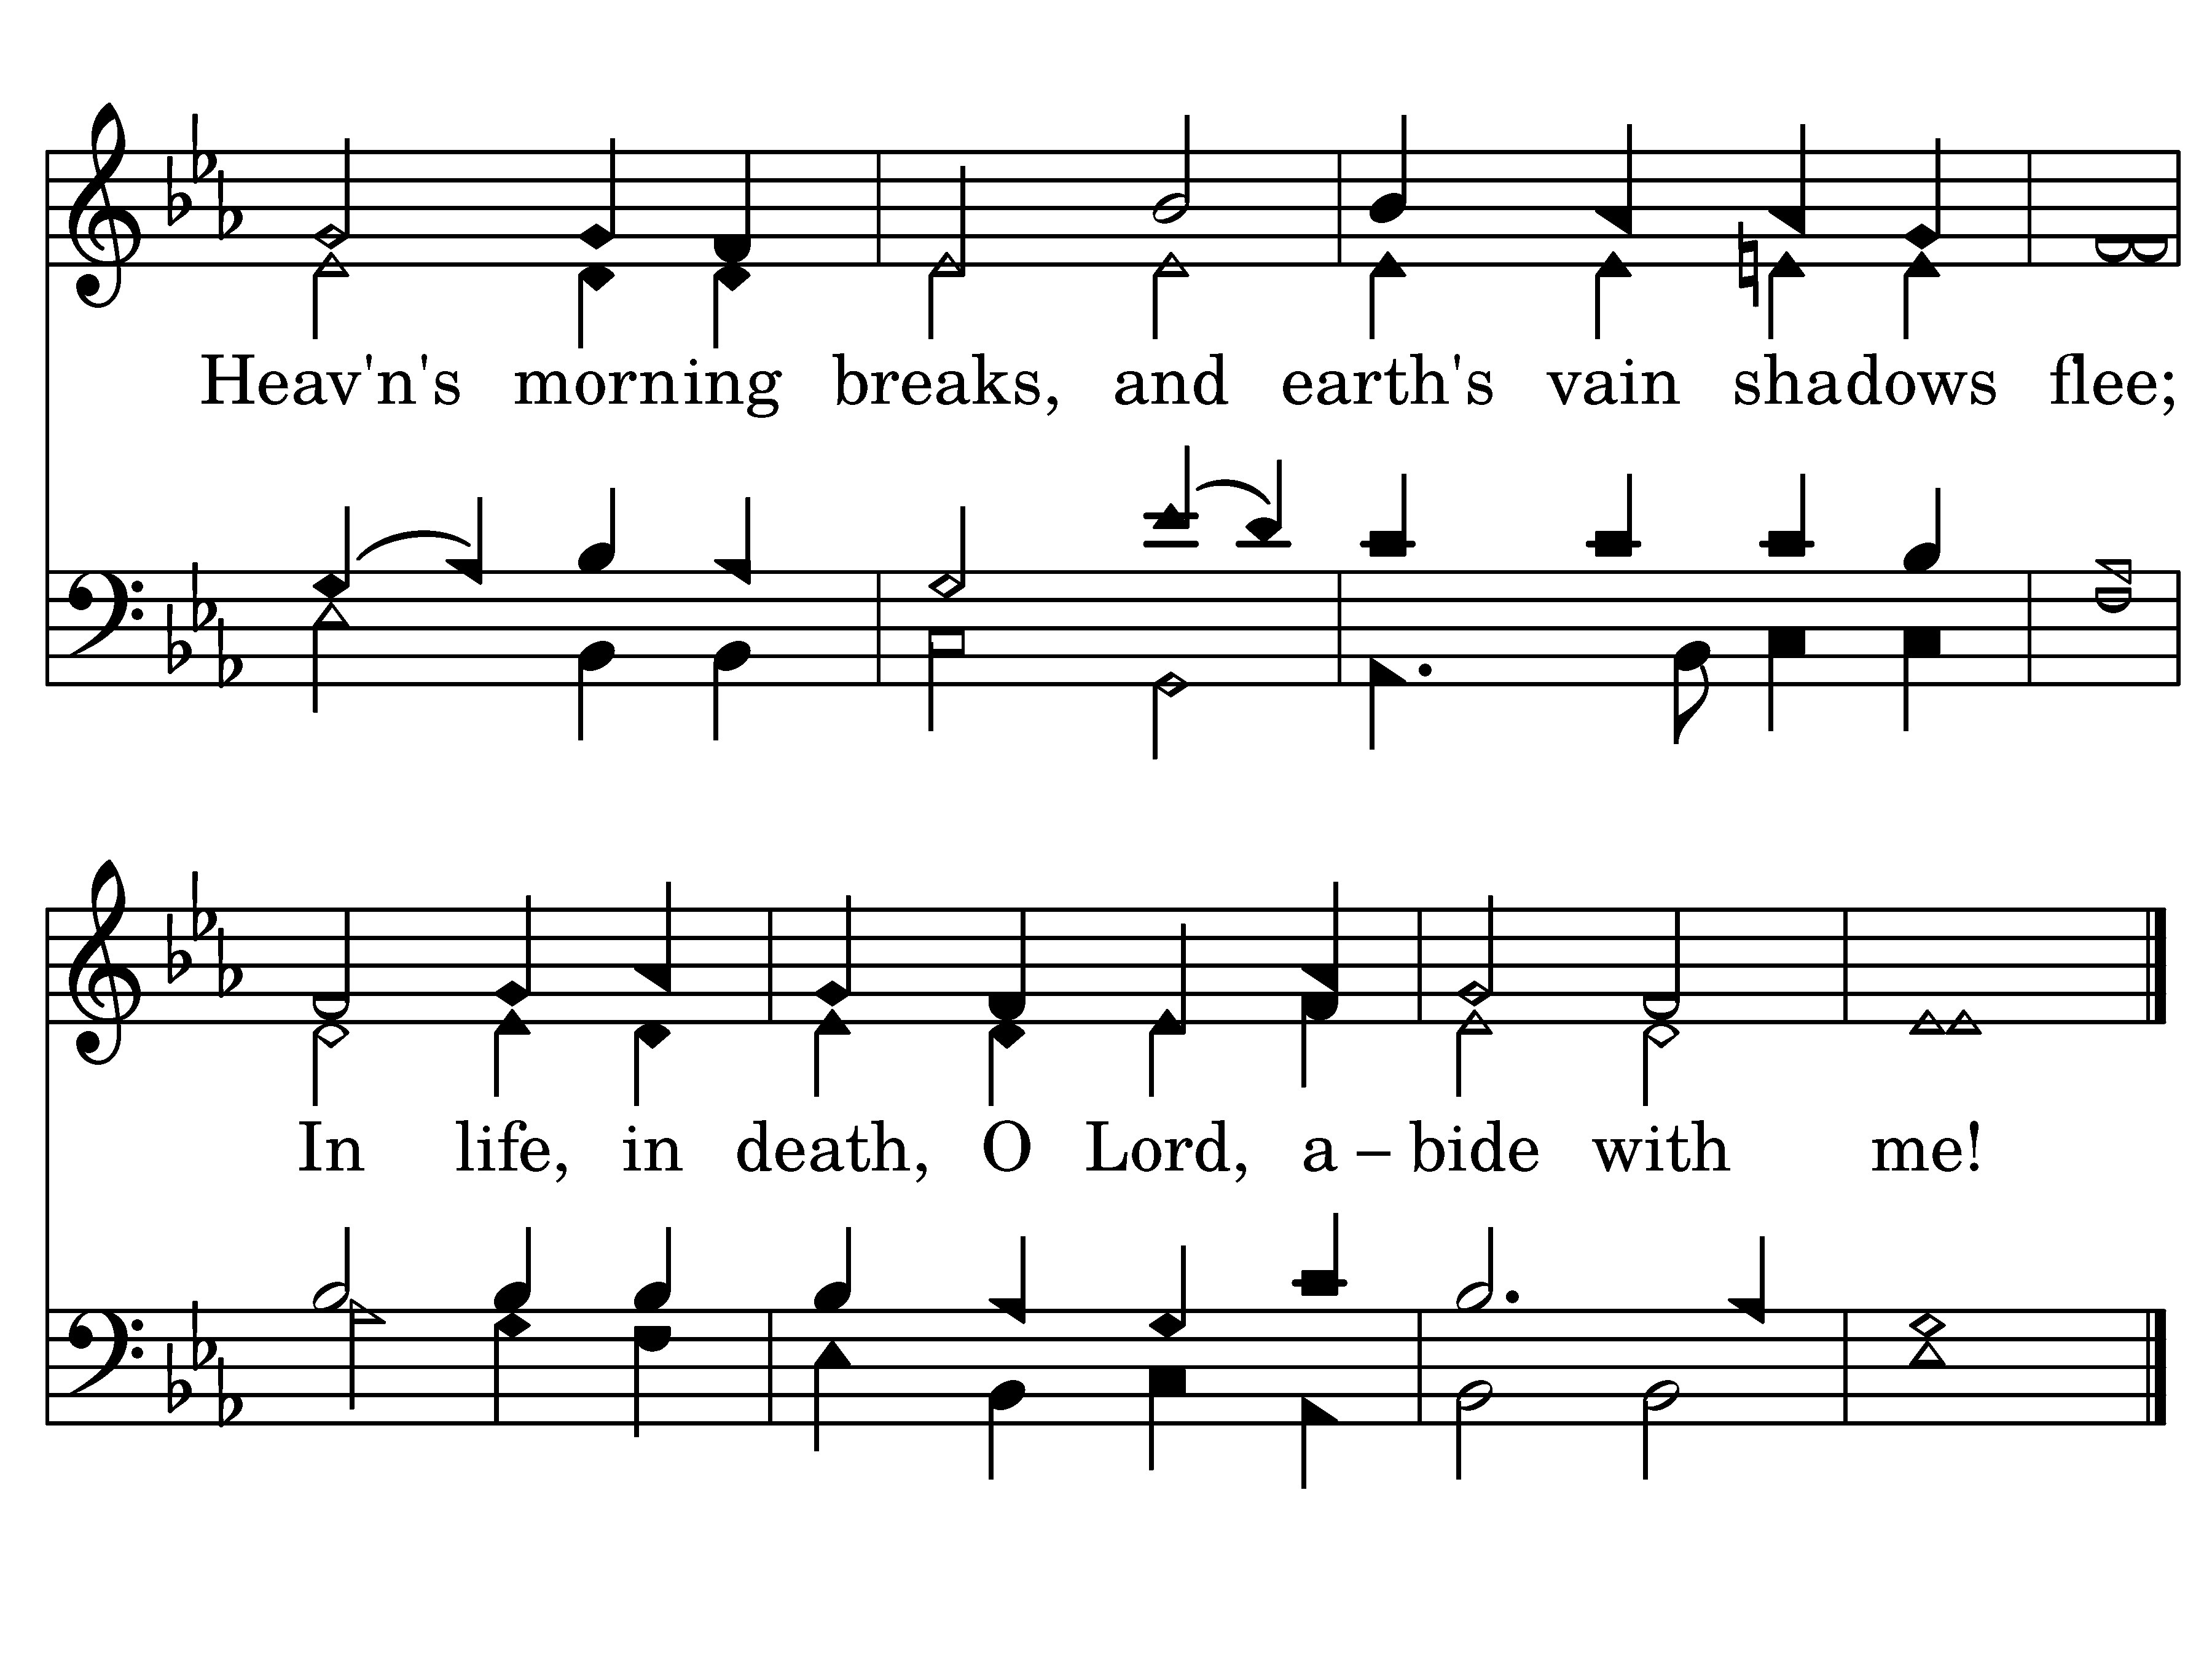 Heav'n's morning breaks, and earth's vain shadows flee;
In life, in death, O Lord, a – bide with me!